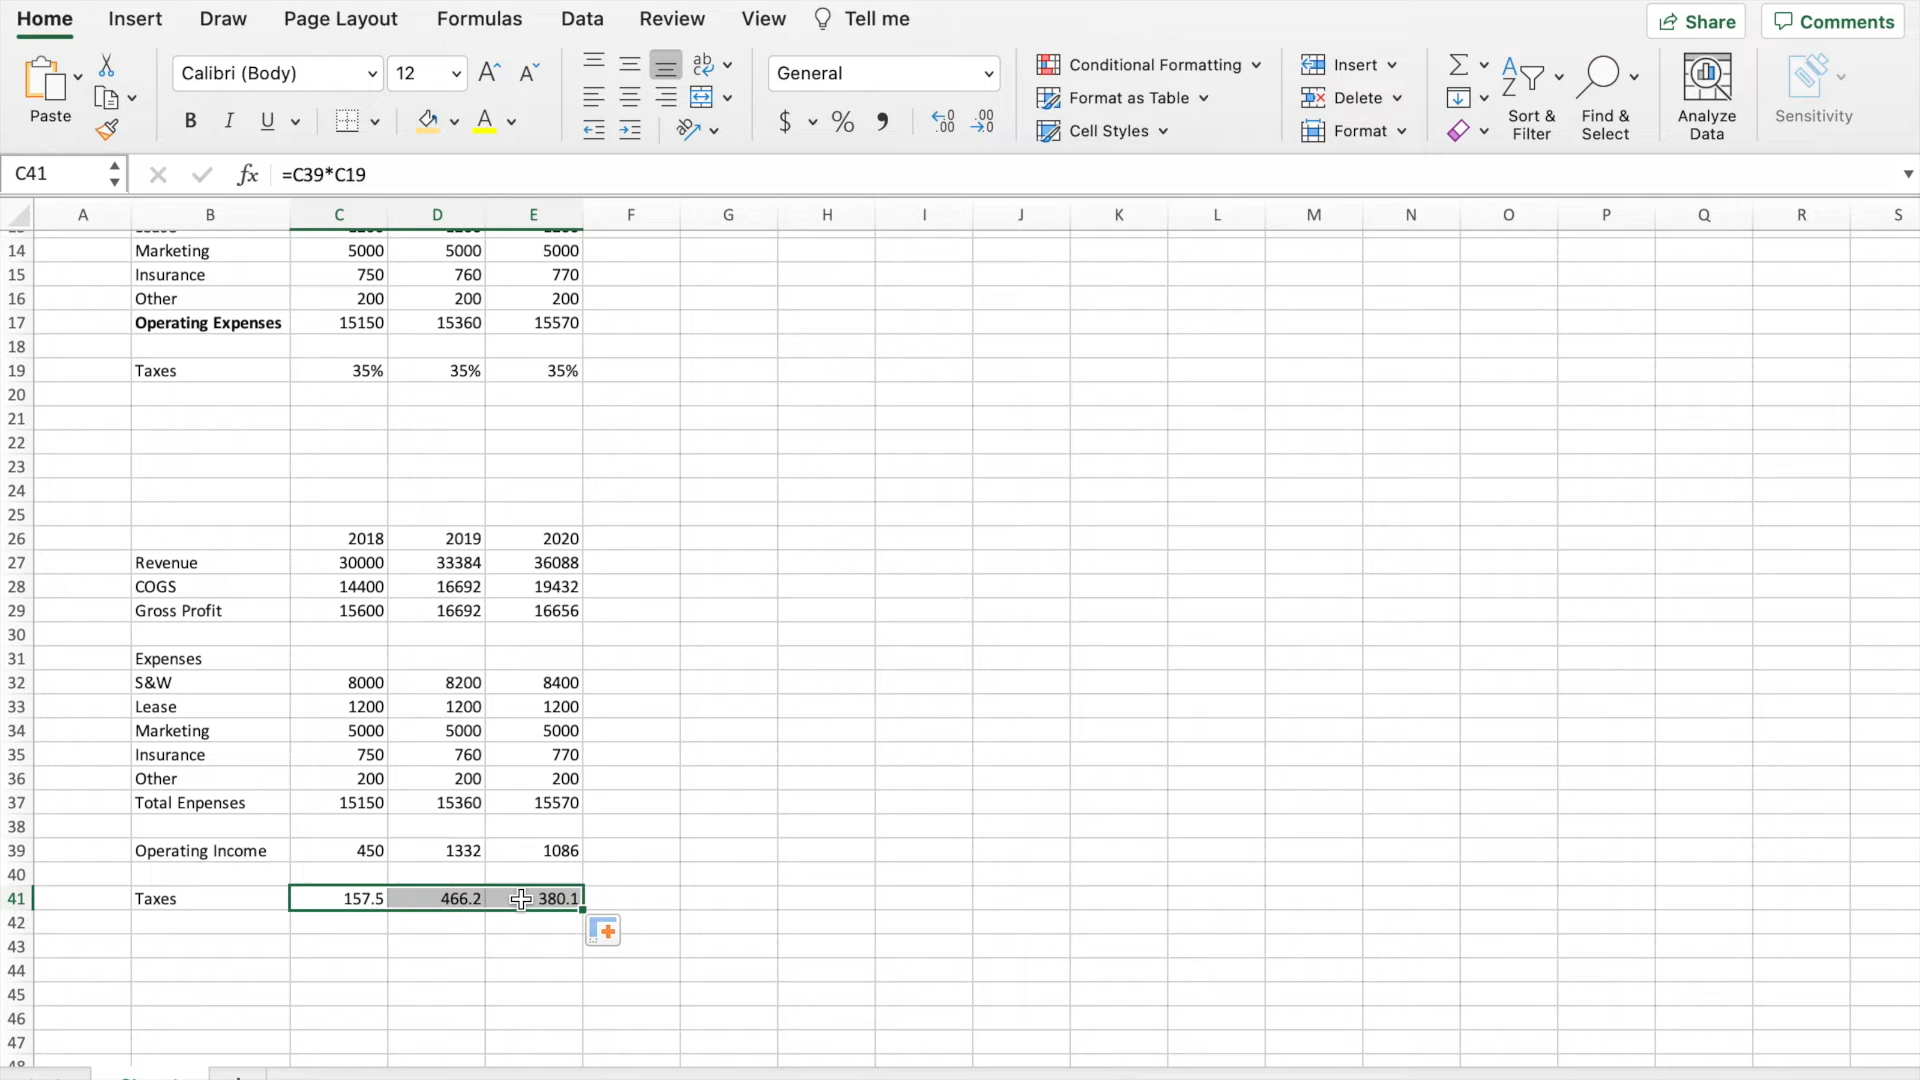 Home Insert Draw Page Layout Formulas Data Review View Tell me Share Comments
Calibri (Body) 12 ab General Conditional Formatting Insert
Format as Table Delete
Paste B I U A $ % Cell Styles Format Sort & Filter Find & Select Analyze Data Sensitivity
C41 fx =C39*C19
A B C D E F G H I J K L M N O P Q R S
14 Marketing 5000 5000 5000
15 Insurance 750 760 770
16 Other 200 200 200
17 Operating Expenses 15150 15360 15570
18
19 Taxes 35% 35% 35%
20
21
22
23
24
25
26 2018 2019 2020
27 Revenue 30000 33384 36088
28 COGS 14400 16692 19432
29 Gross Profit 15600 16692 16656
30
31 Expenses
32 S&W 8000 8200 8400
33 Lease 1200 1200 1200
34 Marketing 5000 5000 5000
35 Insurance 750 760 770
36 Other 200 200 200
37 Total Enpenses 15150 15360 15570
38
39 Operating Income 450 1332 1086
40
41 Taxes 157.5 466.2 380.1
42
43
44
45
46
47